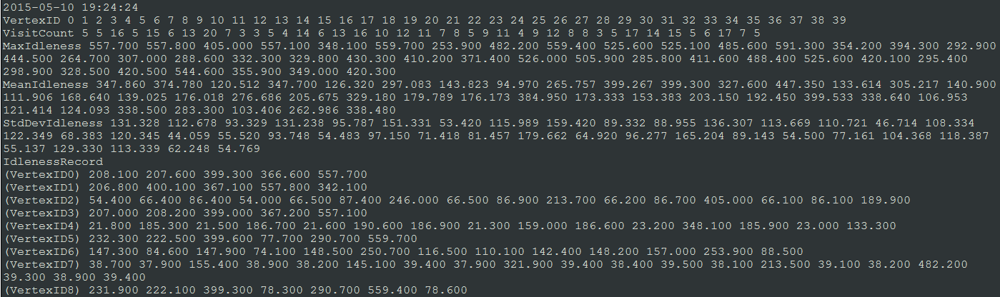 2015-05-10 19:24:24
VertexID 0 1 2 3 4 5 6 7 8 9 10 11 12 13 14 15 16 17 18 19 20 21 22 23 24 25 26 27 28 29 30 31 32 33 34 35 36 37 38 39
VisitCount 5 5 16 5 15 6 13 20 7 3 3 5 4 14 6 13 16 10 12 11 7 8 5 9 11 4 9 12 8 8 3 5 17 14 15 5 6 17 7 5
MaxIdleness 557.700 557.800 405.000 557.100 348.100 559.700 253.900 482.200 559.400 525.600 525.100 485.600 591.300 354.200 394.300 292.900
444.500 264.700 307.000 288.600 332.300 329.800 430.300 410.200 371.400 526.000 505.900 285.800 411.600 488.400 525.600 420.100 295.400
298.900 328.500 420.500 544.600 355.900 349.000 420.300
MeanIdleness 347.860 374.780 120.512 347.700 126.320 297.083 143.823 94.970 265.757 399.267 399.300 327.600 447.350 133.614 305.217 140.900
111.906 168.640 139.025 176.018 276.686 205.675 329.180 179.789 176.173 384.950 173.333 153.383 203.150 192.450 399.533 338.640 106.953
121.414 124.093 338.500 283.300 103.406 262.986 338.480
StdDevIdleness 131.328 112.678 93.329 131.238 95.787 151.331 53.420 115.989 159.420 89.332 88.955 136.307 113.669 110.721 46.714 108.334
122.349 68.383 120.345 44.059 55.520 93.748 54.483 97.150 71.418 81.457 179.662 64.920 96.277 165.204 89.143 54.500 77.161 104.368 118.387
55.137 129.330 113.339 62.248 54.769
IdlenessRecord
(VertexID0) 208.100 207.600 399.300 366.600 557.700
(VertexID1) 206.800 400.100 367.100 557.800 342.100
(VertexID2) 54.400 66.400 86.400 54.000 66.500 87.400 246.000 66.500 86.900 213.700 66.200 86.700 405.000 66.100 86.100 189.900
(VertexID3) 207.000 208.200 399.000 367.200 557.100
(VertexID4) 21.800 185.300 21.500 186.700 21.600 190.600 186.900 21.300 159.000 186.600 23.200 348.100 185.900 23.000 133.300
(VertexID5) 232.300 222.500 399.600 77.700 290.700 559.700
(VertexID6) 147.300 84.600 147.900 74.100 148.500 250.700 116.500 110.100 142.400 148.200 157.000 253.900 88.500
(VertexID7) 38.700 37.900 155.400 38.900 38.200 145.100 39.400 37.900 321.900 39.400 38.400 39.500 38.100 213.500 39.100 38.200 482.200
39.300 38.900 39.400
(VertexID8) 231.900 222.100 399.300 78.300 290.700 559.400 78.600